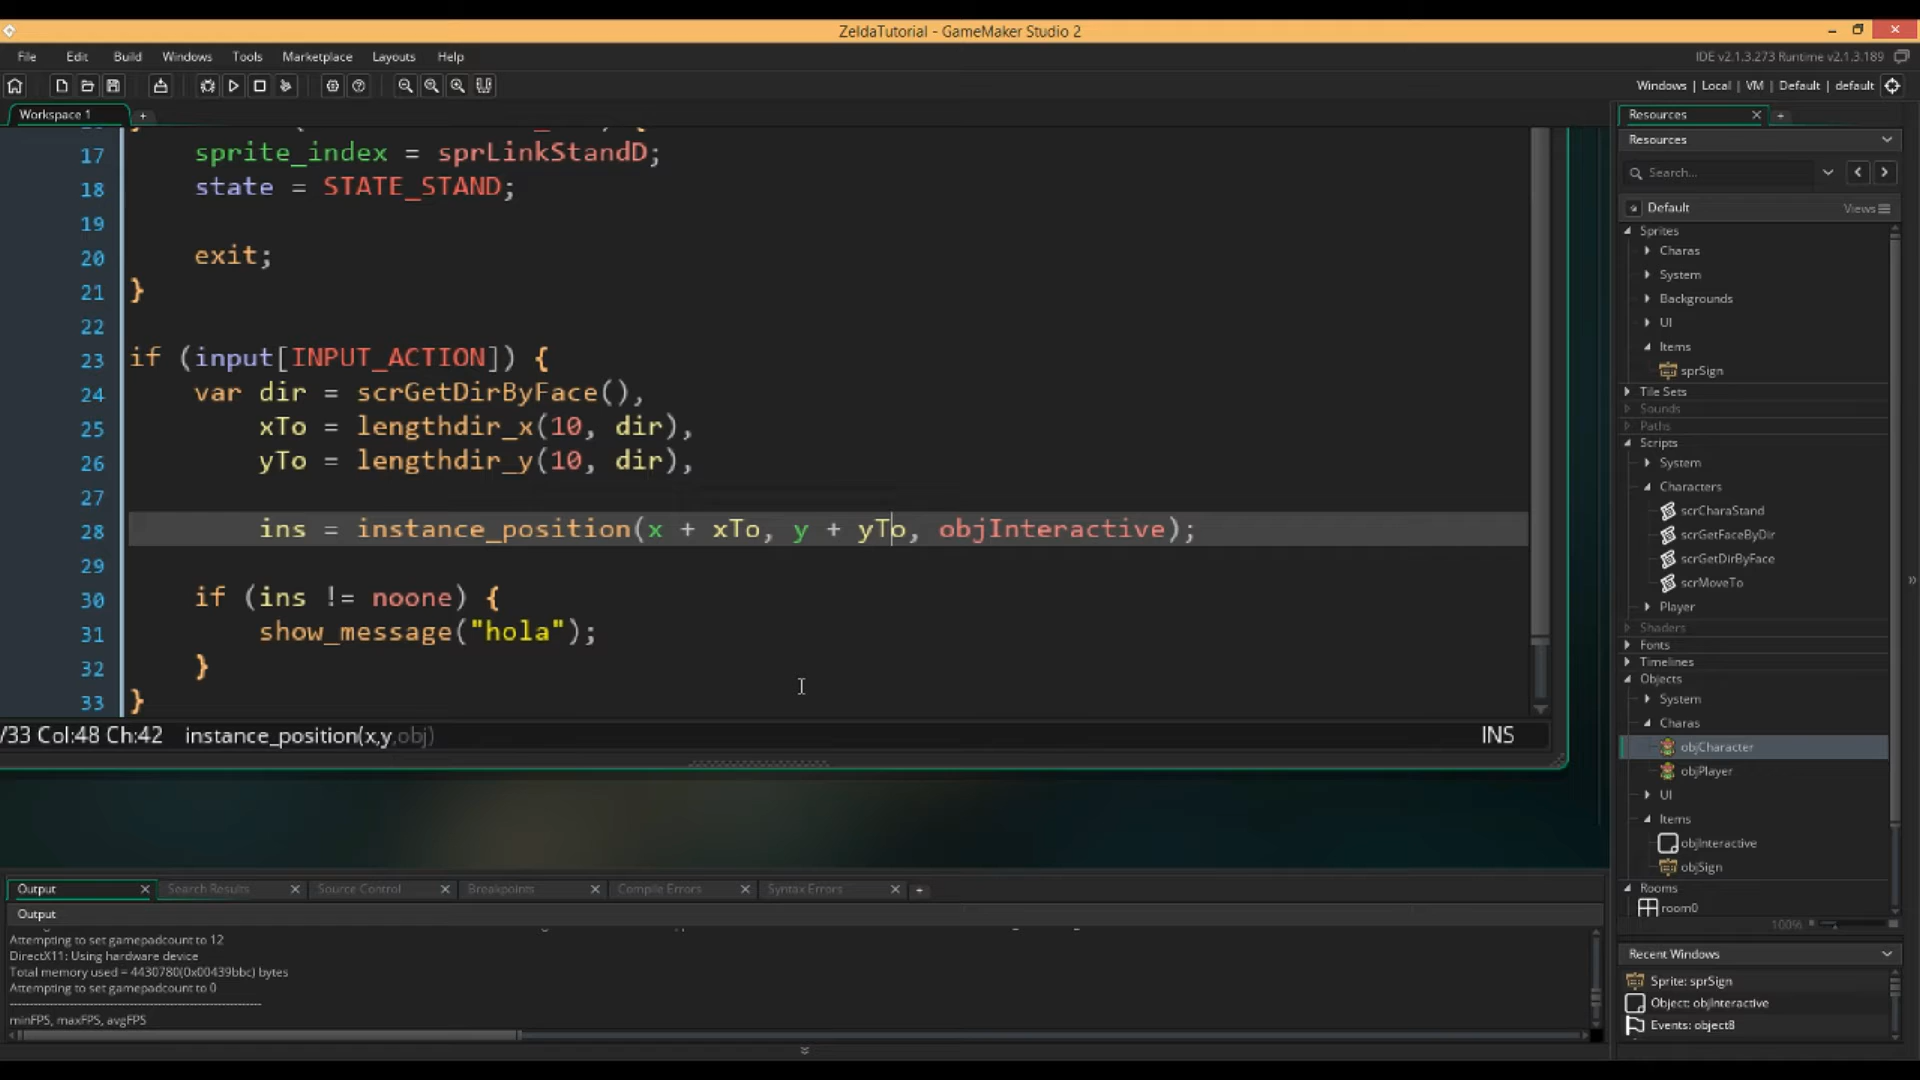 ZeldaTutorial - GameMaker Studio 2
File Edit Build Windows Tools Marketplace Layouts Help
IDE v2.1.3.273 Runtime v2.1.3.189
Windows | Local | VM | Default | default
Workspace 1 +
17 sprite_index = sprLinkStandD;
18 state = STATE_STAND;
19
20 exit;
21 }
22
23 if (input[INPUT_ACTION]) {
24 var dir = scrGetDirByFace(),
25 xTo = lengthdir_x(10, dir),
26 yTo = lengthdir_y(10, dir),
27
28 ins = instance_position(x + xTo, y + yTo, objInteractive);
29
30 if (ins != noone) {
31 show_message("hola");
32 }
33 }
/33 Col:48 Ch:42 instance_position(x,y,obj) INS
Output Search Results Source Control Breakpoints Compile Errors Syntax Errors +
Output
Attempting to set gamepadcount to 12
DirectX11: Using hardware device
Total memory used = 4430780(0x00439bbc) bytes
Attempting to set gamepadcount to 0
minFPS, maxFPS, avgFPS
Resources +
Resources
Search...
Default Views
Sprites
Charas
System
Backgrounds
UI
Items
sprSign
Tile Sets
Sounds
Paths
Scripts
System
Characters
scrCharaStand
scrGetFaceByDir
scrGetDirByFace
scrMoveTo
Player
Shaders
Fonts
Timelines
Objects
System
Charas
objCharacter
objPlayer
UI
Items
objInteractive
objSign
Rooms
room0
100%
Recent Windows
Sprite: sprSign
Object: objInteractive
Events: object8